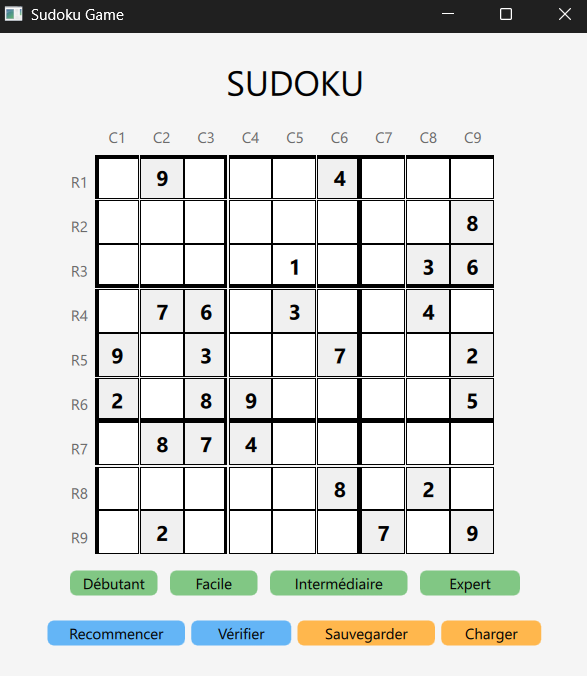 Sudoku Game
SUDOKU
C1 C2 C3 C4 C5 C6 C7 C8 C9
R1 9 4
R2 8
R3 1 3 6
R4 7 6 3 4
R5 9 3 7 2
R6 2 8 9 5
R7 8 7 4
R8 8 2
R9 2 7 9
Débutant Facile Intermédiaire Expert
Recommencer Vérifier Sauvegarder Charger